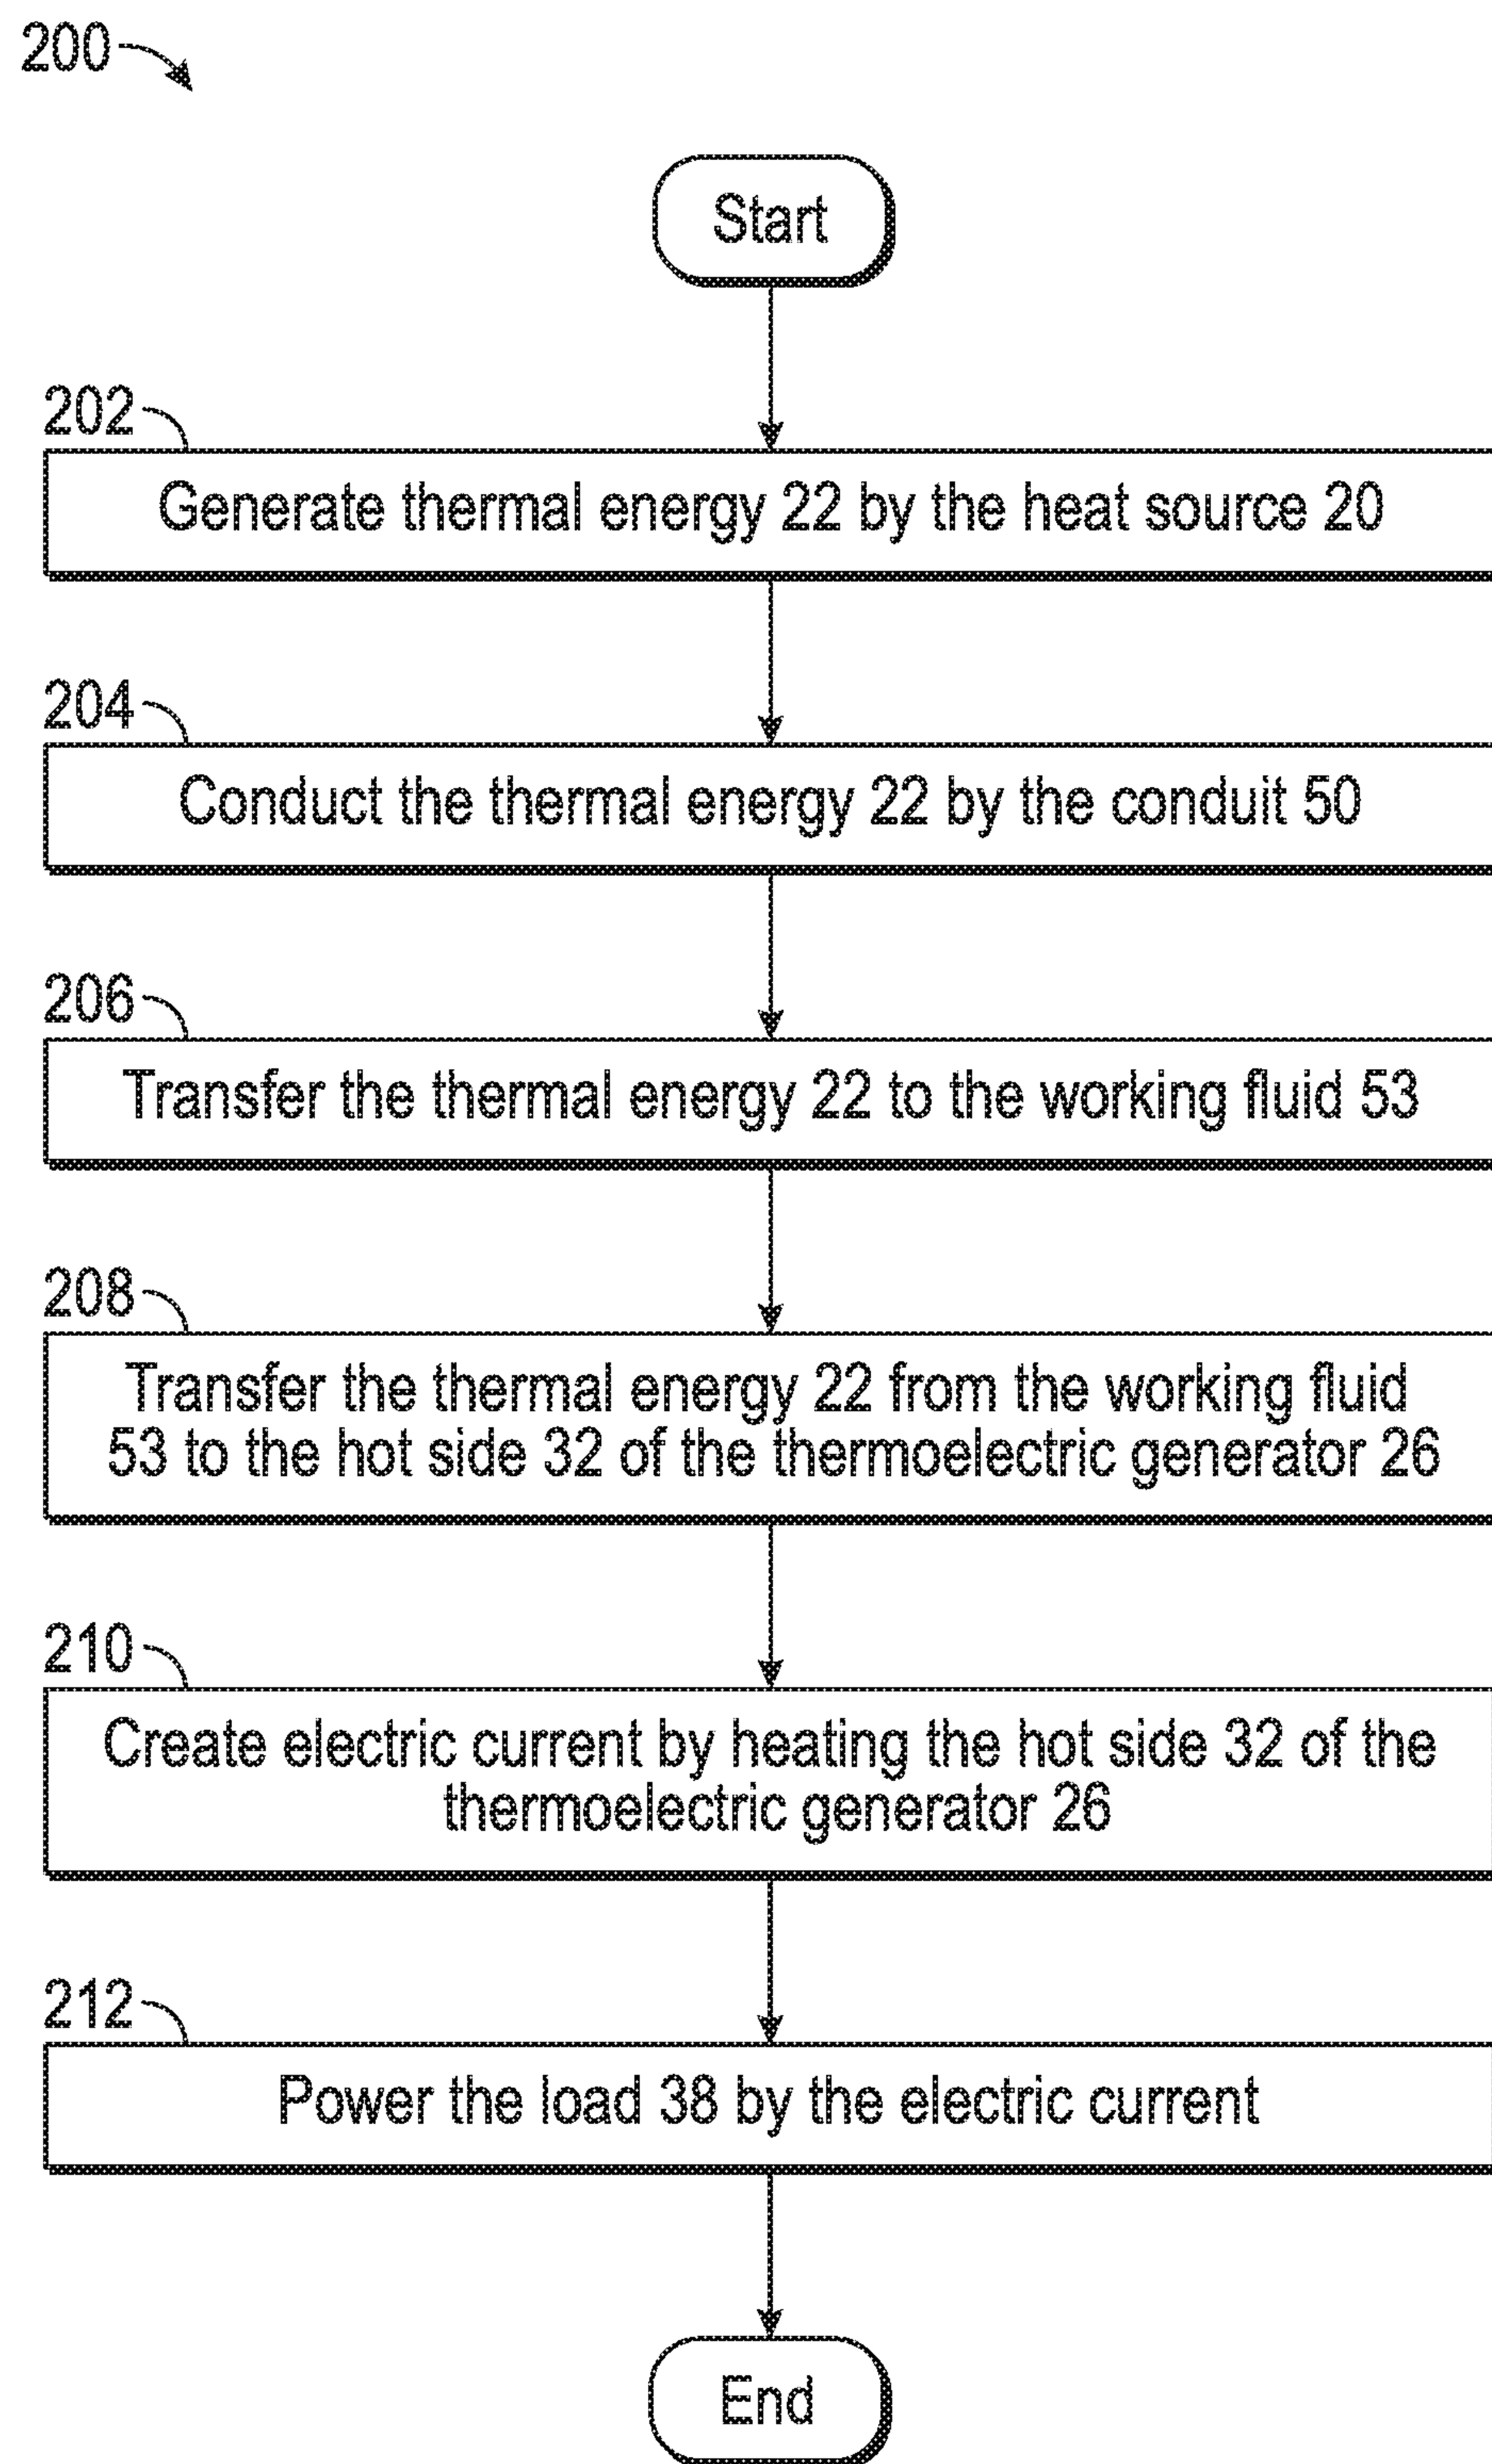 200
Start
202
Generate thermal energy 22 by the heat source 20
204
Conduct the thermal energy 22 by the conduit 50
206
Transfer the thermal energy 22 to the working fluid 53
208
Transfer the thermal energy 22 from the working fluid
53 to the hot side 32 of the thermoelectric generator 26
210
Create electric current by heating the hot side 32 of the
thermoelectric generator 26
212
Power the load 38 by the electric current
End